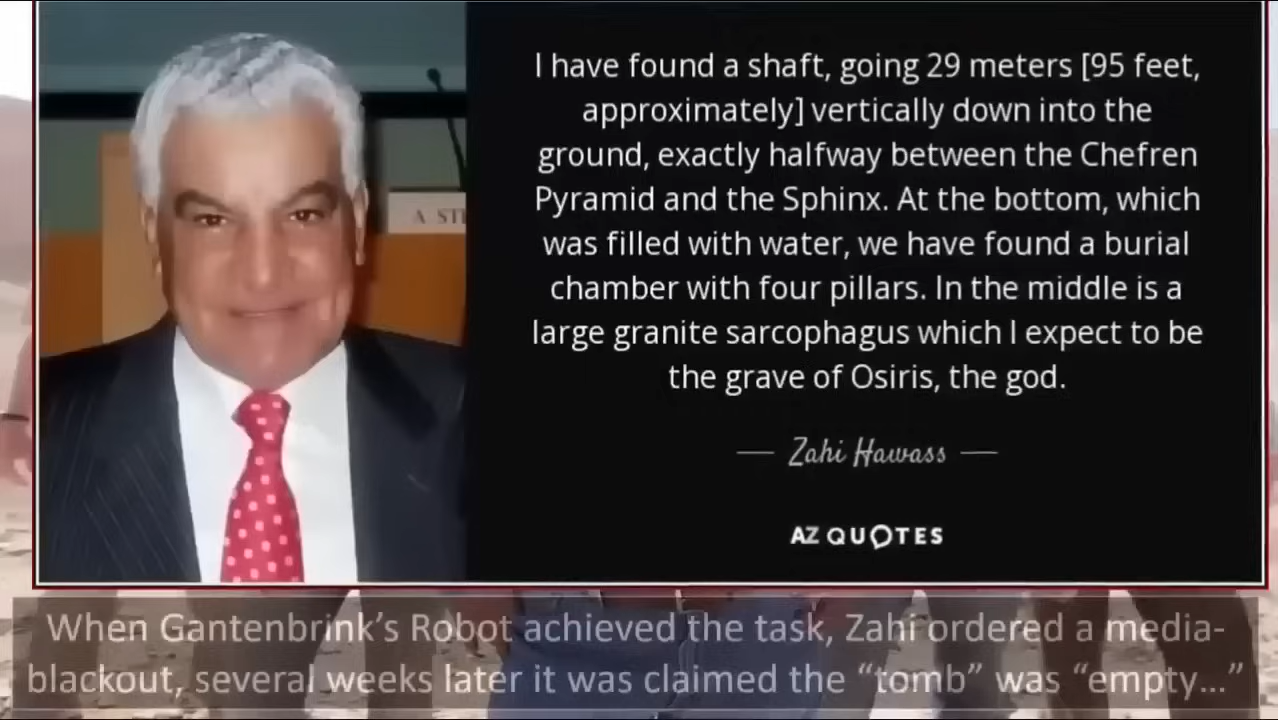 I have found a shaft, going 29 meters [95 feet,
approximately] vertically down into the
ground, exactly halfway between the Chefren
Pyramid and the Sphinx. At the bottom, which
was filled with water, we have found a burial
chamber with four pillars. In the middle is a
large granite sarcophagus which I expect to be
the grave of Osiris, the god.
— Zahi Hawass —
AZ QUOTES
A ST
When Gantenbrink’s Robot achieved the task, Zahi ordered a media-
blackout, several weeks later it was claimed the “tomb” was “empty...”